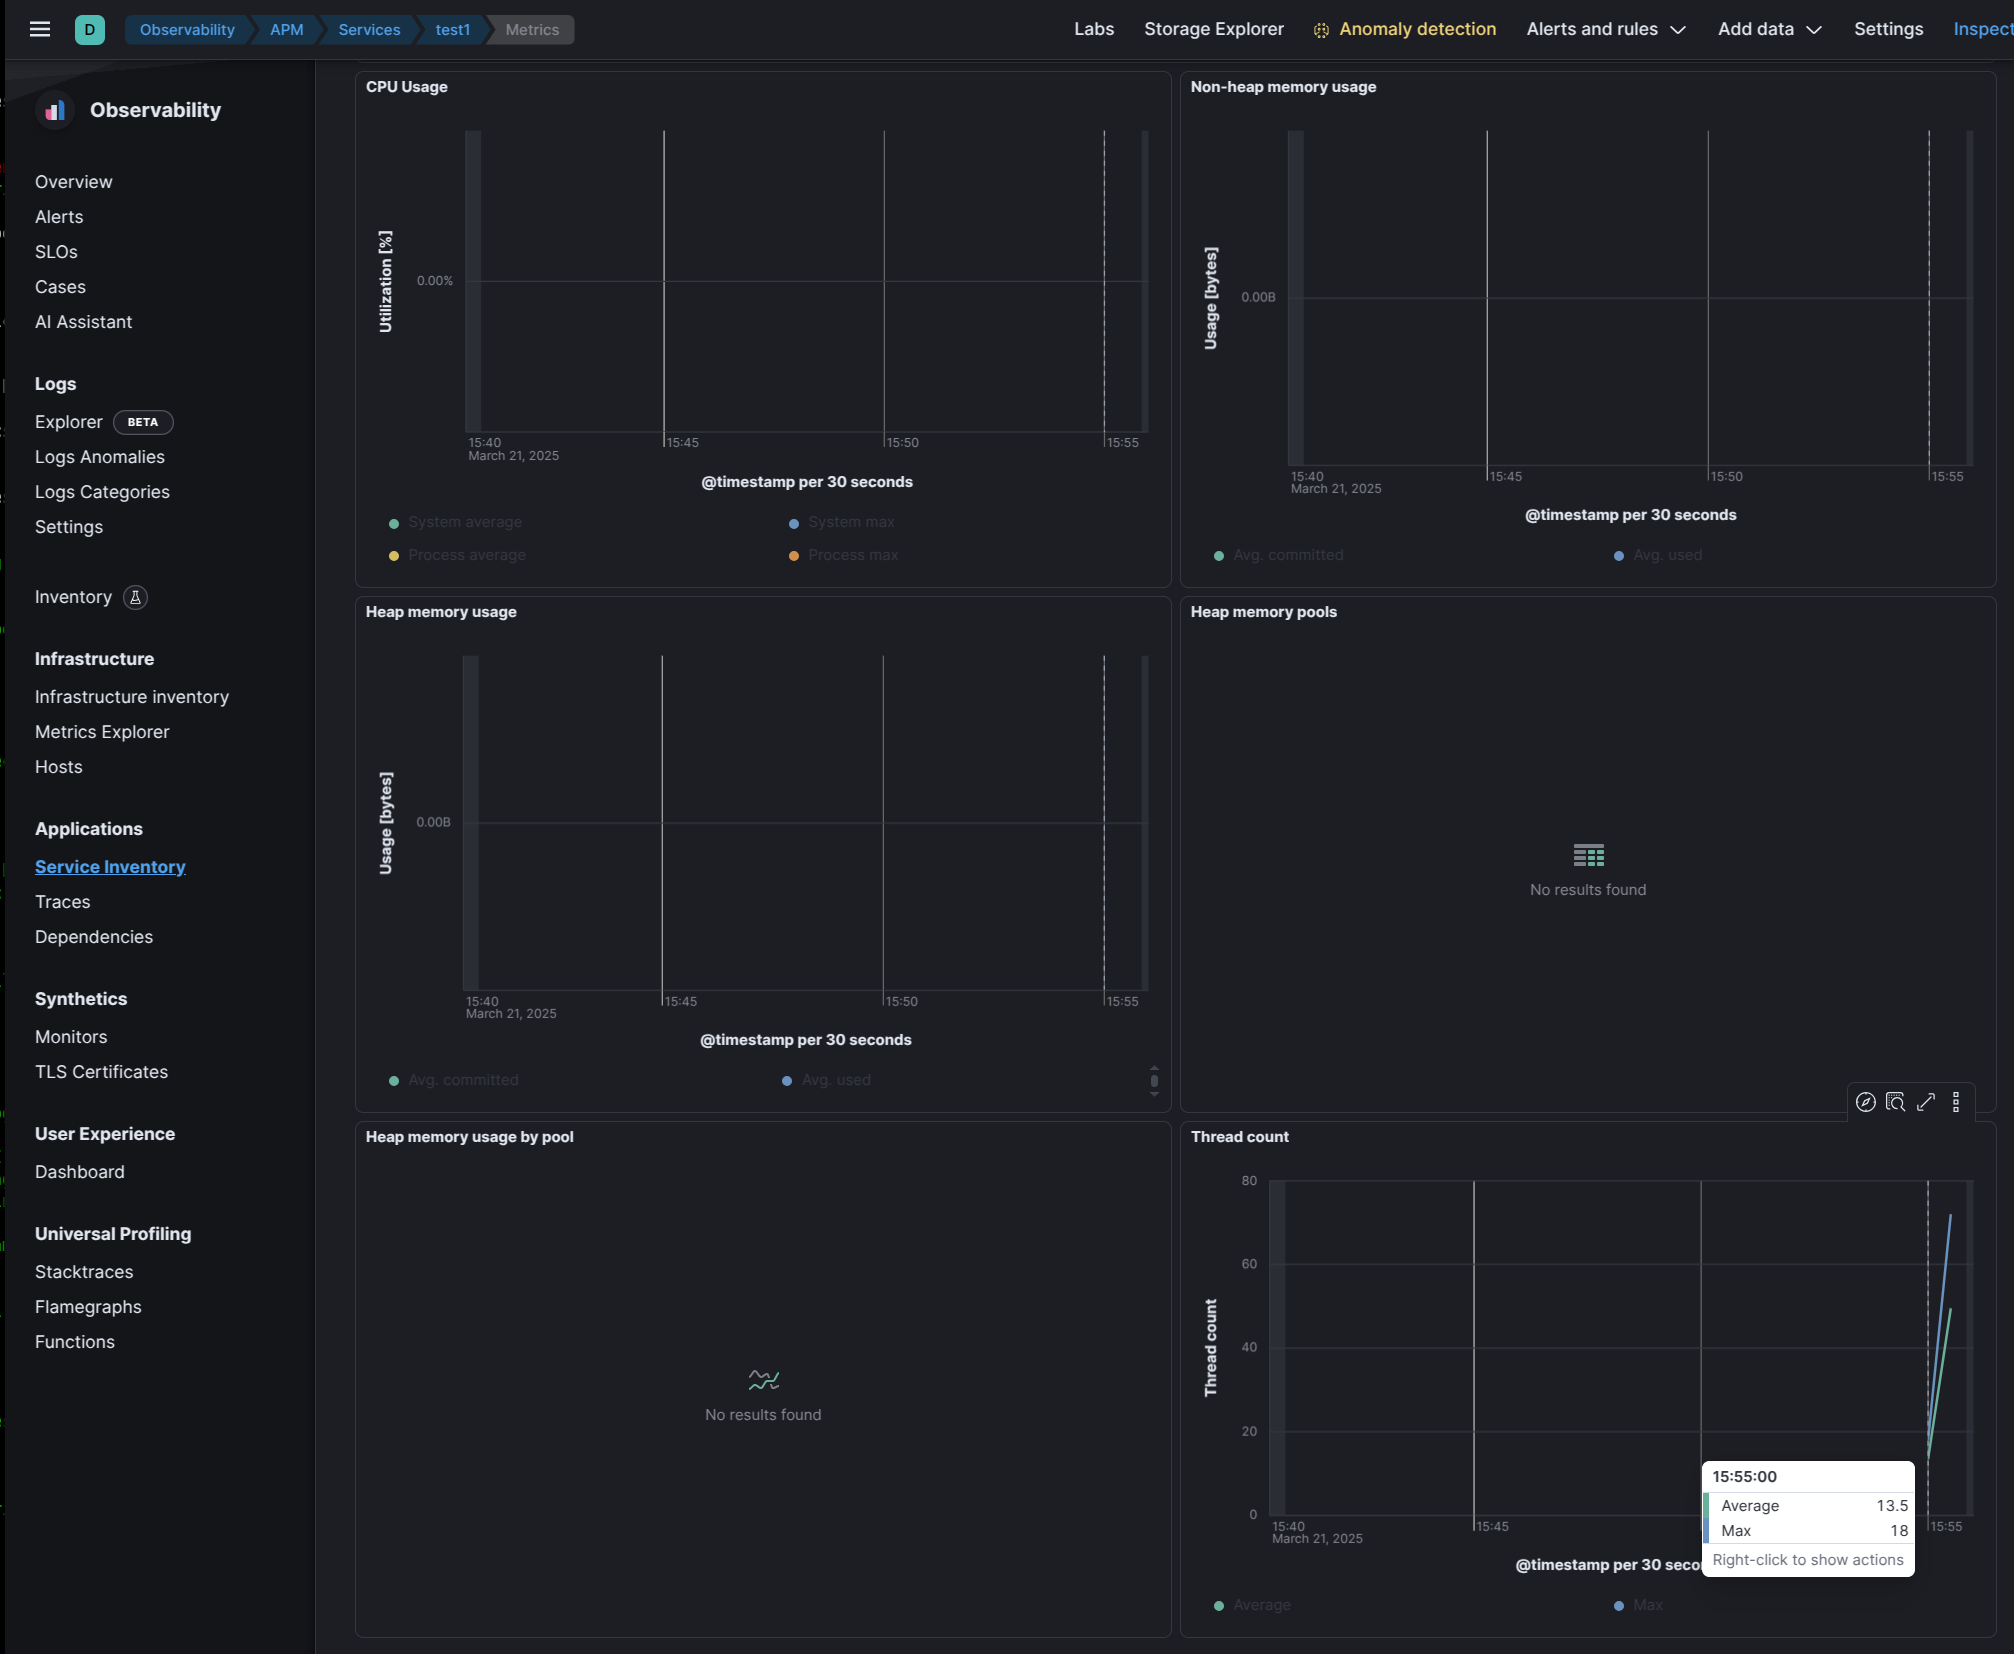 D
Observability
APM
Services
test1
Metrics
Labs
Storage Explorer
Anomaly detection
Alerts and rules
Add data
Settings
Inspect
Observability
Overview
Alerts
SLOs
Cases
AI Assistant
Logs
Explorer BETA
Logs Anomalies
Logs Categories
Settings
Inventory
Infrastructure
Infrastructure inventory
Metrics Explorer
Hosts
Applications
Service Inventory
Traces
Dependencies
Synthetics
Monitors
TLS Certificates
User Experience
Dashboard
Universal Profiling
Stacktraces
Flamegraphs
Functions
CPU Usage
Utilization [%]
0.00%
15:40 15:45 15:50 15:55
March 21, 2025
@timestamp per 30 seconds
System average
System max
Process average
Process max
Non-heap memory usage
Usage [bytes]
0.00B
15:40 15:45 15:50 15:55
March 21, 2025
@timestamp per 30 seconds
Avg. committed
Avg. used
Heap memory usage
Usage [bytes]
0.00B
15:40 15:45 15:50 15:55
March 21, 2025
@timestamp per 30 seconds
Avg. committed
Avg. used
Heap memory pools
No results found
Heap memory usage by pool
No results found
Thread count
Thread count
80
60
40
20
0
15:40 15:45 15:55
March 21, 2025
@timestamp per 30 seco
Average
Max
15:55:00
Average 13.5
Max 18
Right-click to show actions